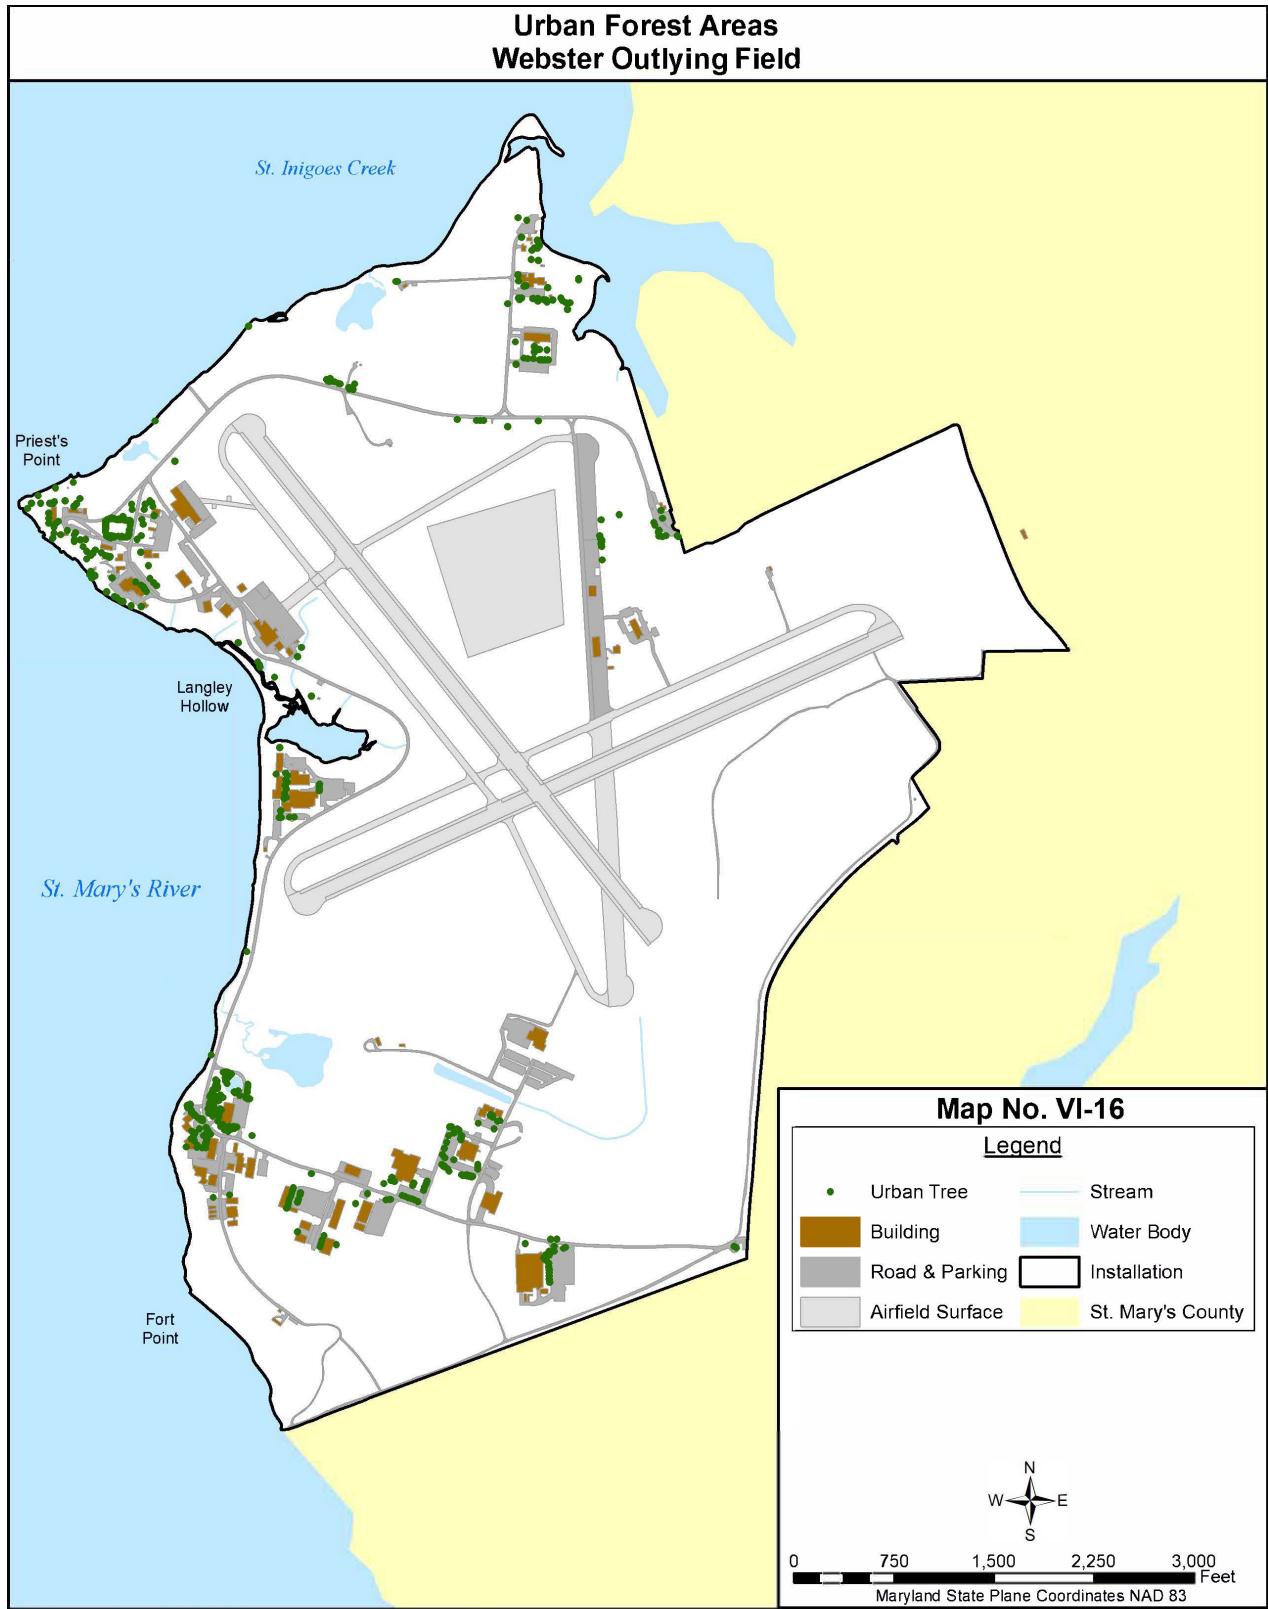 Urban Forest Areas
Webster Outlying Field
St. Inigoes Creek
Priest's
Point
Langley
Hollow
St. Mary's River
Fort
Point
Map No. VI-16
Legend
Urban Tree
Stream
Building
Water Body
Road & Parking
Installation
Airfield Surface
St. Mary's County
N
W E
S
0 750 1,500 2,250 3,000
Feet
Maryland State Plane Coordinates NAD 83